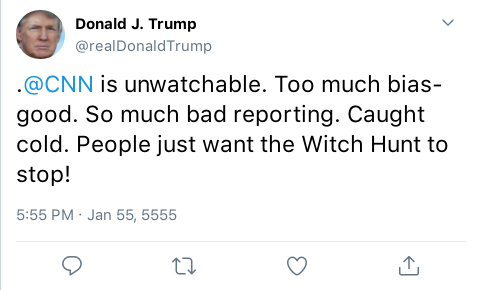 Donald J. Trump
@realDonaldTrump
.@CNN is unwatchable. Too much bias-
good. So much bad reporting. Caught
cold. People just want the Witch Hunt to
stop!
5:55 PM · Jan 55, 5555